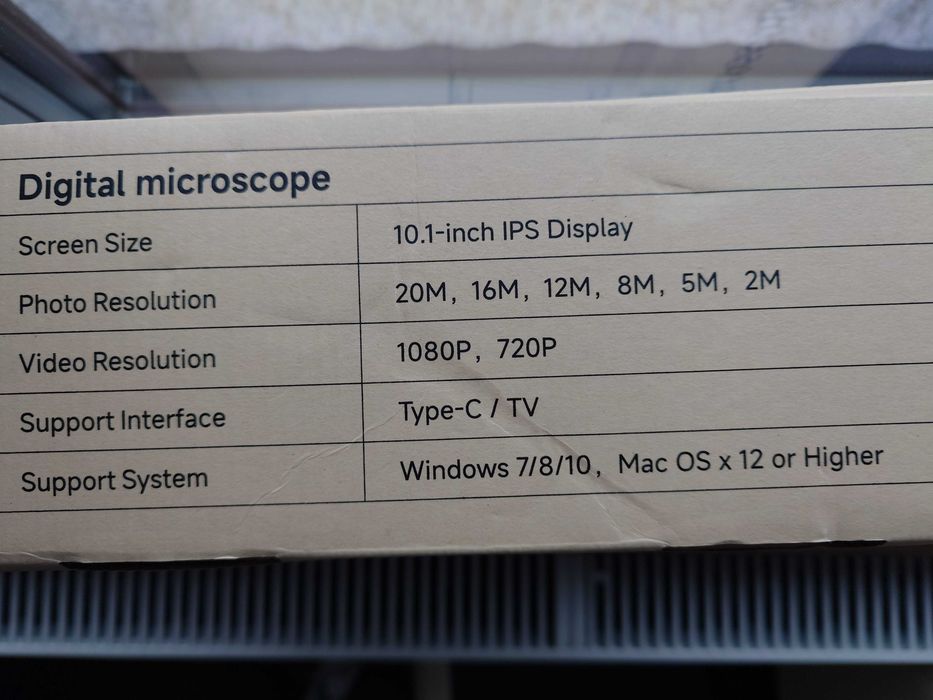 Digital microscope
Screen Size 10.1-inch IPS Display
Photo Resolution 20M, 16M, 12M, 8M, 5M, 2M
Video Resolution 1080P, 720P
Support Interface Type-C / TV
Support System Windows 7/8/10, Mac OS x 12 or Higher